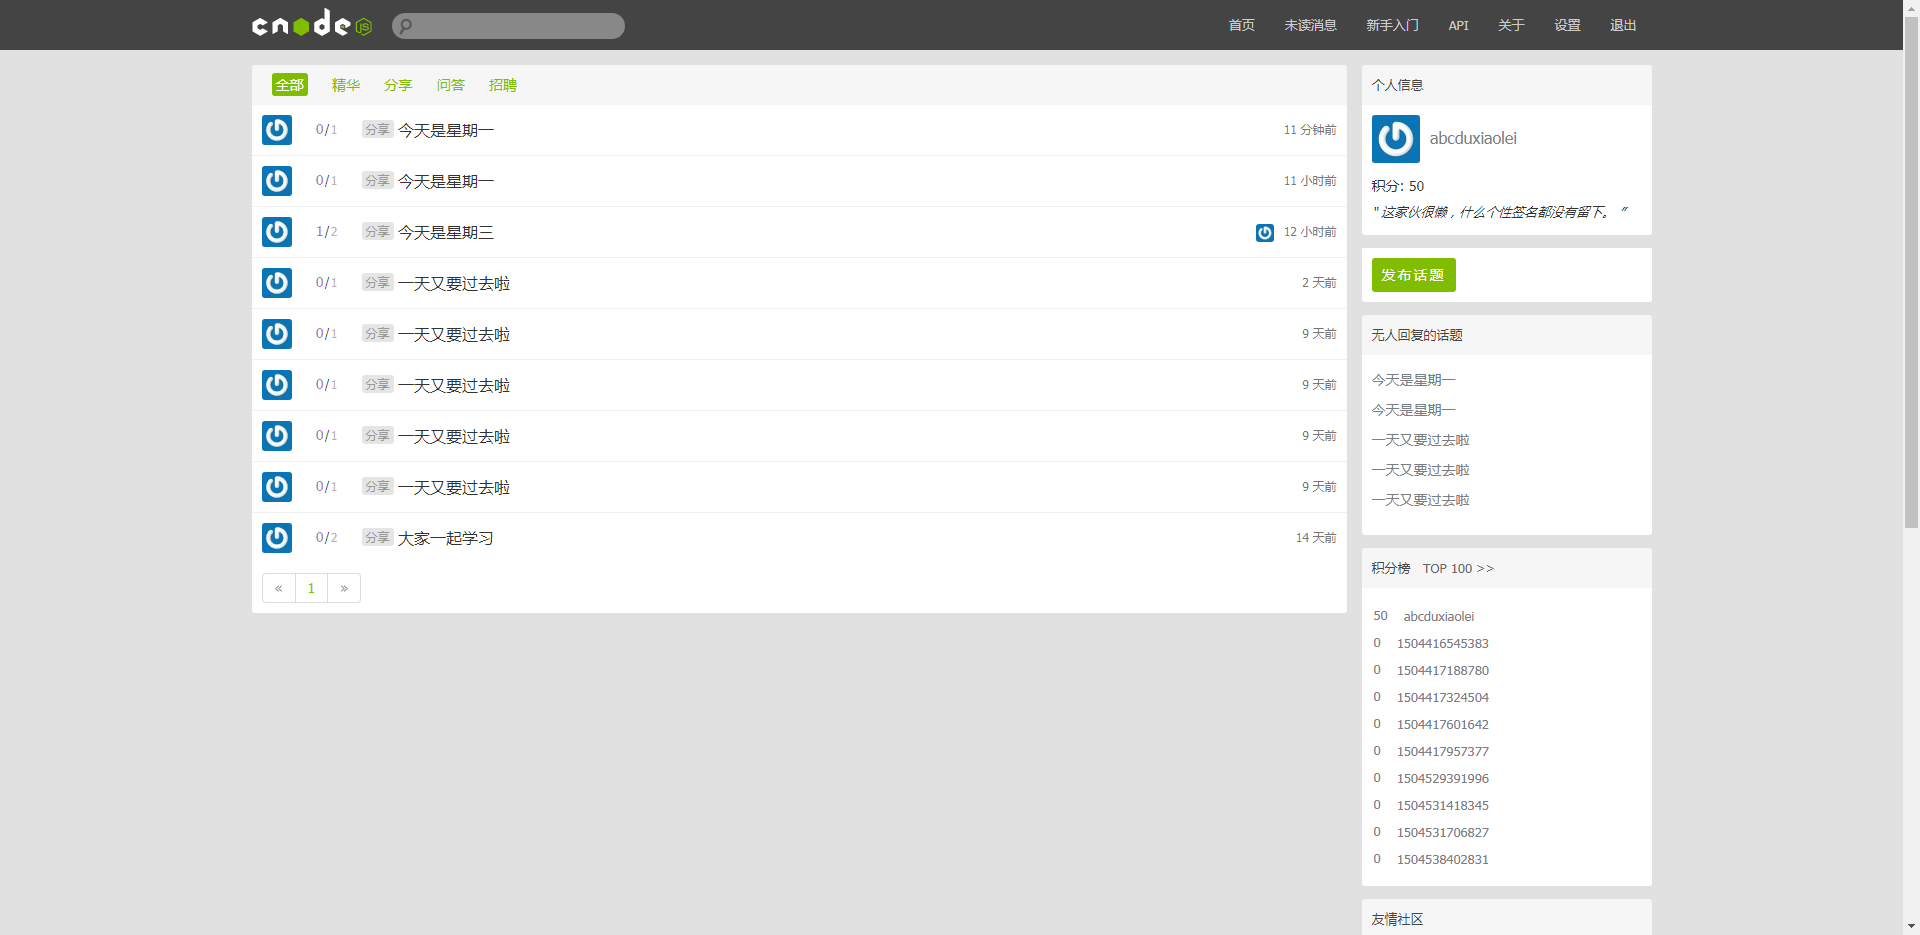 cnode JS
首页 未读消息 新手入门 API 关于 设置 退出
全部 精华 分享 问答 招聘
0/1 分享 今天是星期一 11 分钟前
0/1 分享 今天是星期一 11 小时前
1/2 分享 今天是星期三 12 小时前
0/1 分享 一天又要过去啦 2 天前
0/1 分享 一天又要过去啦 9 天前
0/1 分享 一天又要过去啦 9 天前
0/1 分享 一天又要过去啦 9 天前
0/1 分享 一天又要过去啦 9 天前
0/2 分享 大家一起学习 14 天前
« 1 »
个人信息
abcduxiaolei
积分: 50
" 这家伙很懒，什么个性签名都没有留下。 "
发布话题
无人回复的话题
今天是星期一
今天是星期一
一天又要过去啦
一天又要过去啦
一天又要过去啦
积分榜 TOP 100 >>
50 abcduxiaolei
0 1504416545383
0 1504417188780
0 1504417324504
0 1504417601642
0 1504417957377
0 1504529391996
0 1504531418345
0 1504531706827
0 1504538402831
友情社区